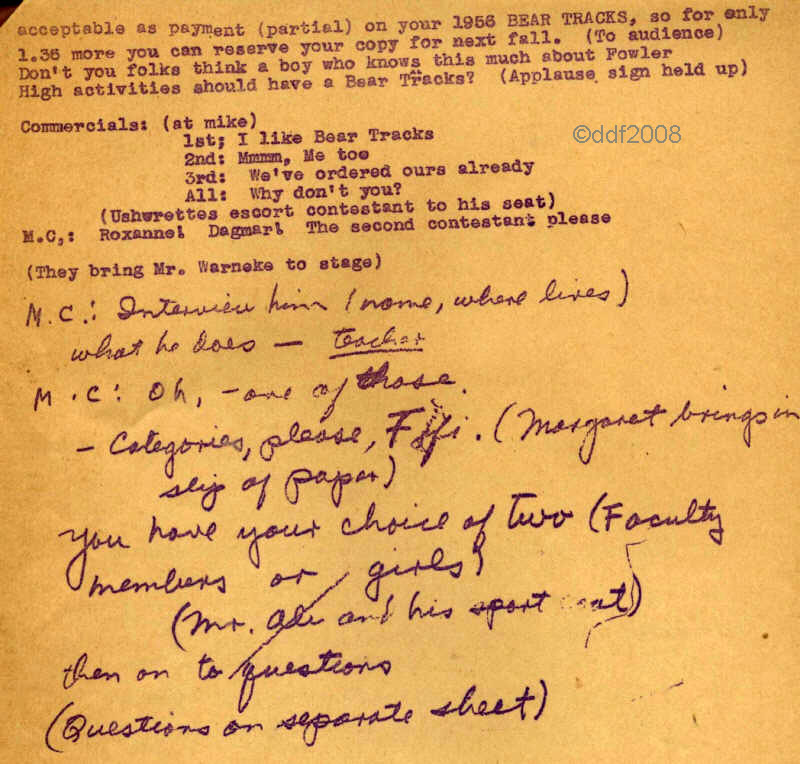 acceptable as payment (partial) on your 1956 BEAR TRACKS, so for only
1.36 more you can reserve your copy for next fall. (To audience)
Don't you folks think a boy who knows this much about Fowler
High activities should have a Bear Tracks? (Applause sign held up)
Commercials: (at mike)
1st; I like Bear Tracks
2nd: Mmmm, Me too
3rd: We've ordered ours already
All: Why don't you?
(Ushwrettes escort contestant to his seat)
M.C,: Roxanne! Dagmar! The second contestant please
(They bring Mr. Warneke to stage)
M.C.: Interview him (name, where lives)
what he does — teacher
M.C: Oh, - one of those.
- Categories, please, Fifi. (Margaret brings in
slip of paper)
You have your choice of two (Faculty
members or girls)
(Mr. and his sport coat)
then on to questions
(Questions on separate sheet)
©ddf2008